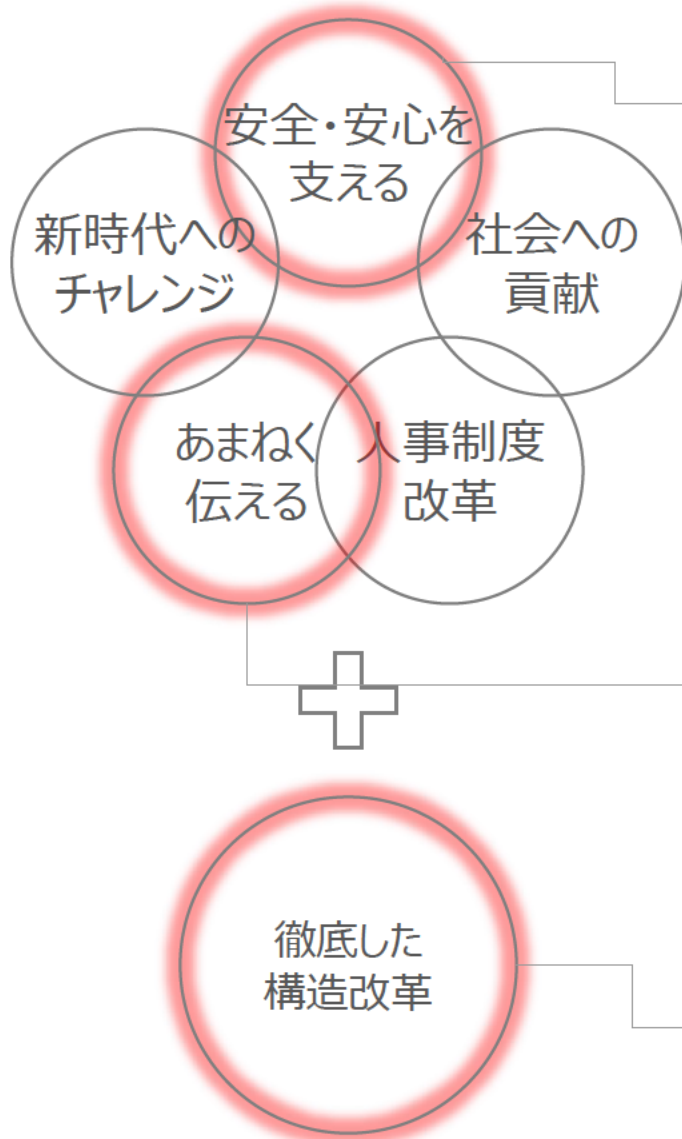 安全・安心を
支える
新時代への
チャレンジ
社会への
貢献
あまねく
伝える
人事制度
改革
徹底した
構造改革